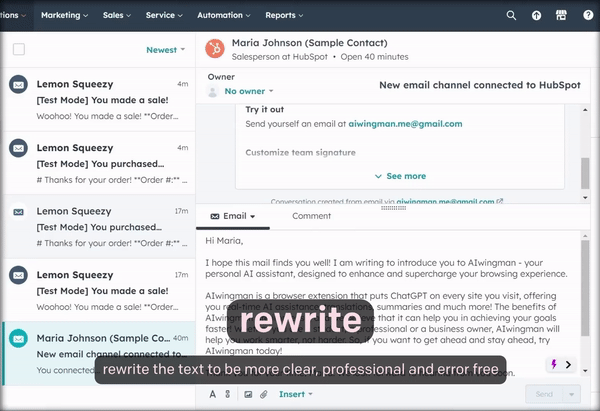 tions
Marketing
Sales
Service
Automation
Reports
Newest
Maria Johnson (Sample Contact)
Salesperson at HubSpot • Open 40 minutes
Owner
No owner
New email channel connected to HubSpot
Lemon Squeezy 4m
[Test Mode] You made a sale!
Woohoo! You made a sale! **Order...
Lemon Squeezy 4m
[Test Mode] You purchased...
# Thanks for your order! **Order #:** ...
Lemon Squeezy 17m
[Test Mode] You purchased...
# Thanks for your order! **Order #:** ...
Lemon Squeezy 17m
[Test Mode] You made a sale!
Woohoo! You made a sale! **Order...
Maria Johnson (Sample Co... 40m
New email channel connected to...
You connected
Try it out
Send yourself an email at aiwingman.me@gmail.com
Customize team signature
See more
Conversation created from email via aiwingman.me@gmail.com
Email
Comment
Hi Maria,
I hope this mail finds you well! I am writing to introduce you to AIwingman - your
personal AI assistant, designed to enhance and supercharge your browsing experience.
AIwingman is a browser extension that puts ChatGPT on every site you visit, offering
you real-time AI assistance, translations, summaries and much more! The benefits of
that it can help you in achieving your goals
professional or a business owner, AIwingman will
help you work smarter, not harder. So, if you want to get ahead and stay ahead, try
AIwingman today!
rewrite
rewrite the text to be more clear, professional and error free
Insert
Send